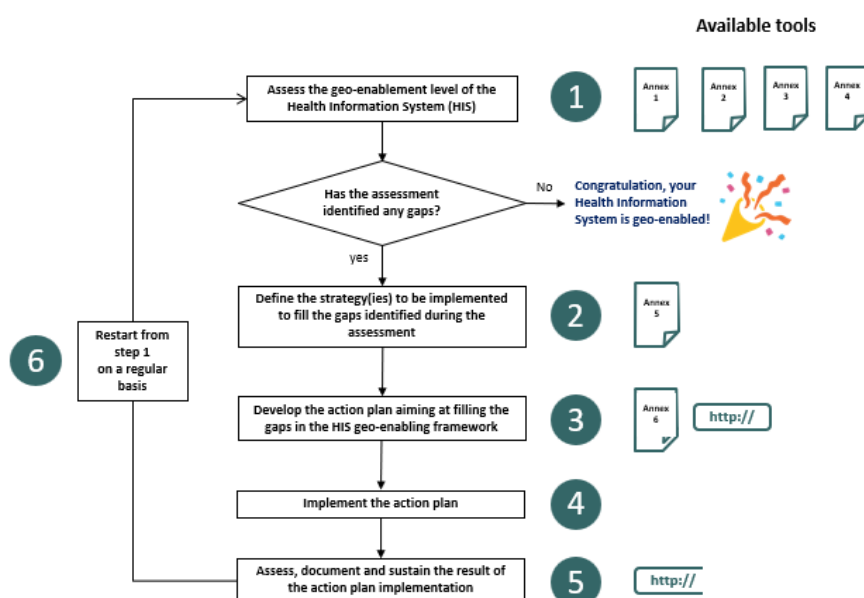 Available tools
Assess the geo-enablement level of the
Health Information System (HIS)
1
Annex
1
Annex
2
Annex
3
Annex
4
Has the assessment
identified any gaps?
No
Congratulation, your
Health Information
System is geo-enabled!
yes
Define the strategy(ies) to be implemented
to fill the gaps identified during the
assessment
2
Annex
5
6
Restart from
step 1
on a regular
basis
Develop the action plan aiming at filling the
gaps in the HIS geo-enabling framework
3
Annex
6
http://
Implement the action plan
4
Assess, document and sustain the result of
the action plan implementation
5
http://